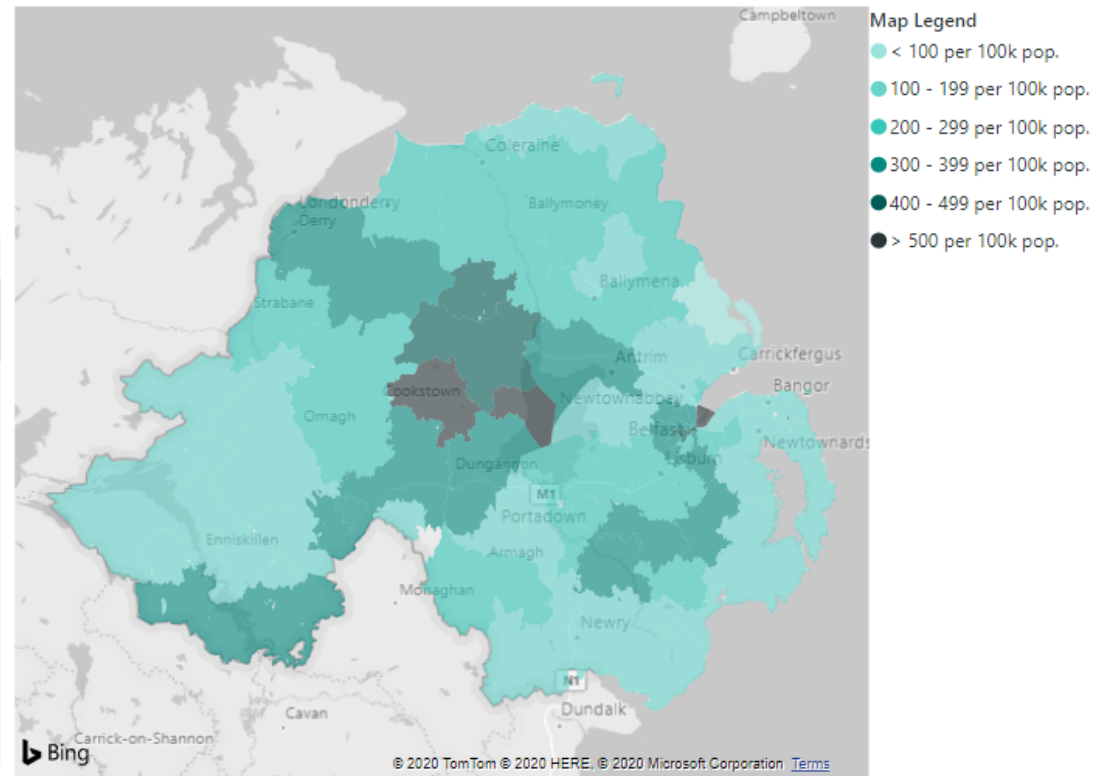 Campbeltown
Map Legend
< 100 per 100k pop.
100 - 199 per 100k pop.
200 - 299 per 100k pop.
300 - 399 per 100k pop.
400 - 499 per 100k pop.
> 500 per 100k pop.
Coleraine
Londonderry
Derry
Ballymoney
Ballymena
Strabane
Antrim
Carrickfergus
Bangor
Cookstown
Newtownabbey
Omagh
Belfast
Newtownards
Dungannon
Lisburn
M1
Portadown
Enniskillen
Armagh
Monaghan
Newry
N1
Dundalk
Cavan
Carrick-on-Shannon
Bing
© 2020 TomTom © 2020 HERE, © 2020 Microsoft Corporation Terms